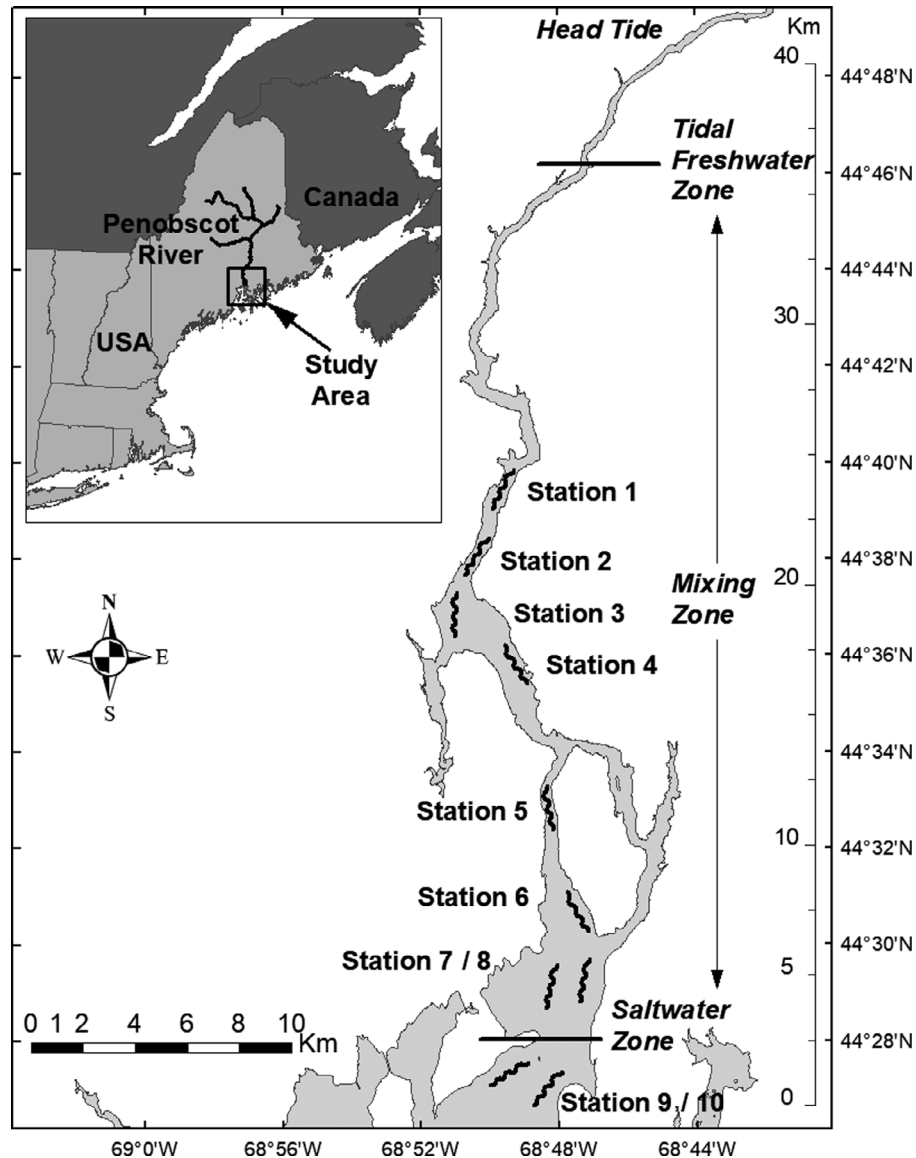 Head Tide
Km
40
44°48'N
Tidal
Freshwater
Zone
44°46'N
Canada
Penobscot
River
44°44'N
USA
Study
Area
30
44°42'N
44°40'N
Station 1
Station 2
44°38'N
20
Mixing
Zone
Station 3
N
W
E
S
Station 4
44°36'N
44°34'N
Station 5
10
44°32'N
Station 6
44°30'N
Station 7 / 8
5
0 1 2 4 6 8 10
Km
Saltwater
Zone
44°28'N
Station 9 / 10
0
69°0'W 68°56'W 68°52'W 68°48'W 68°44'W